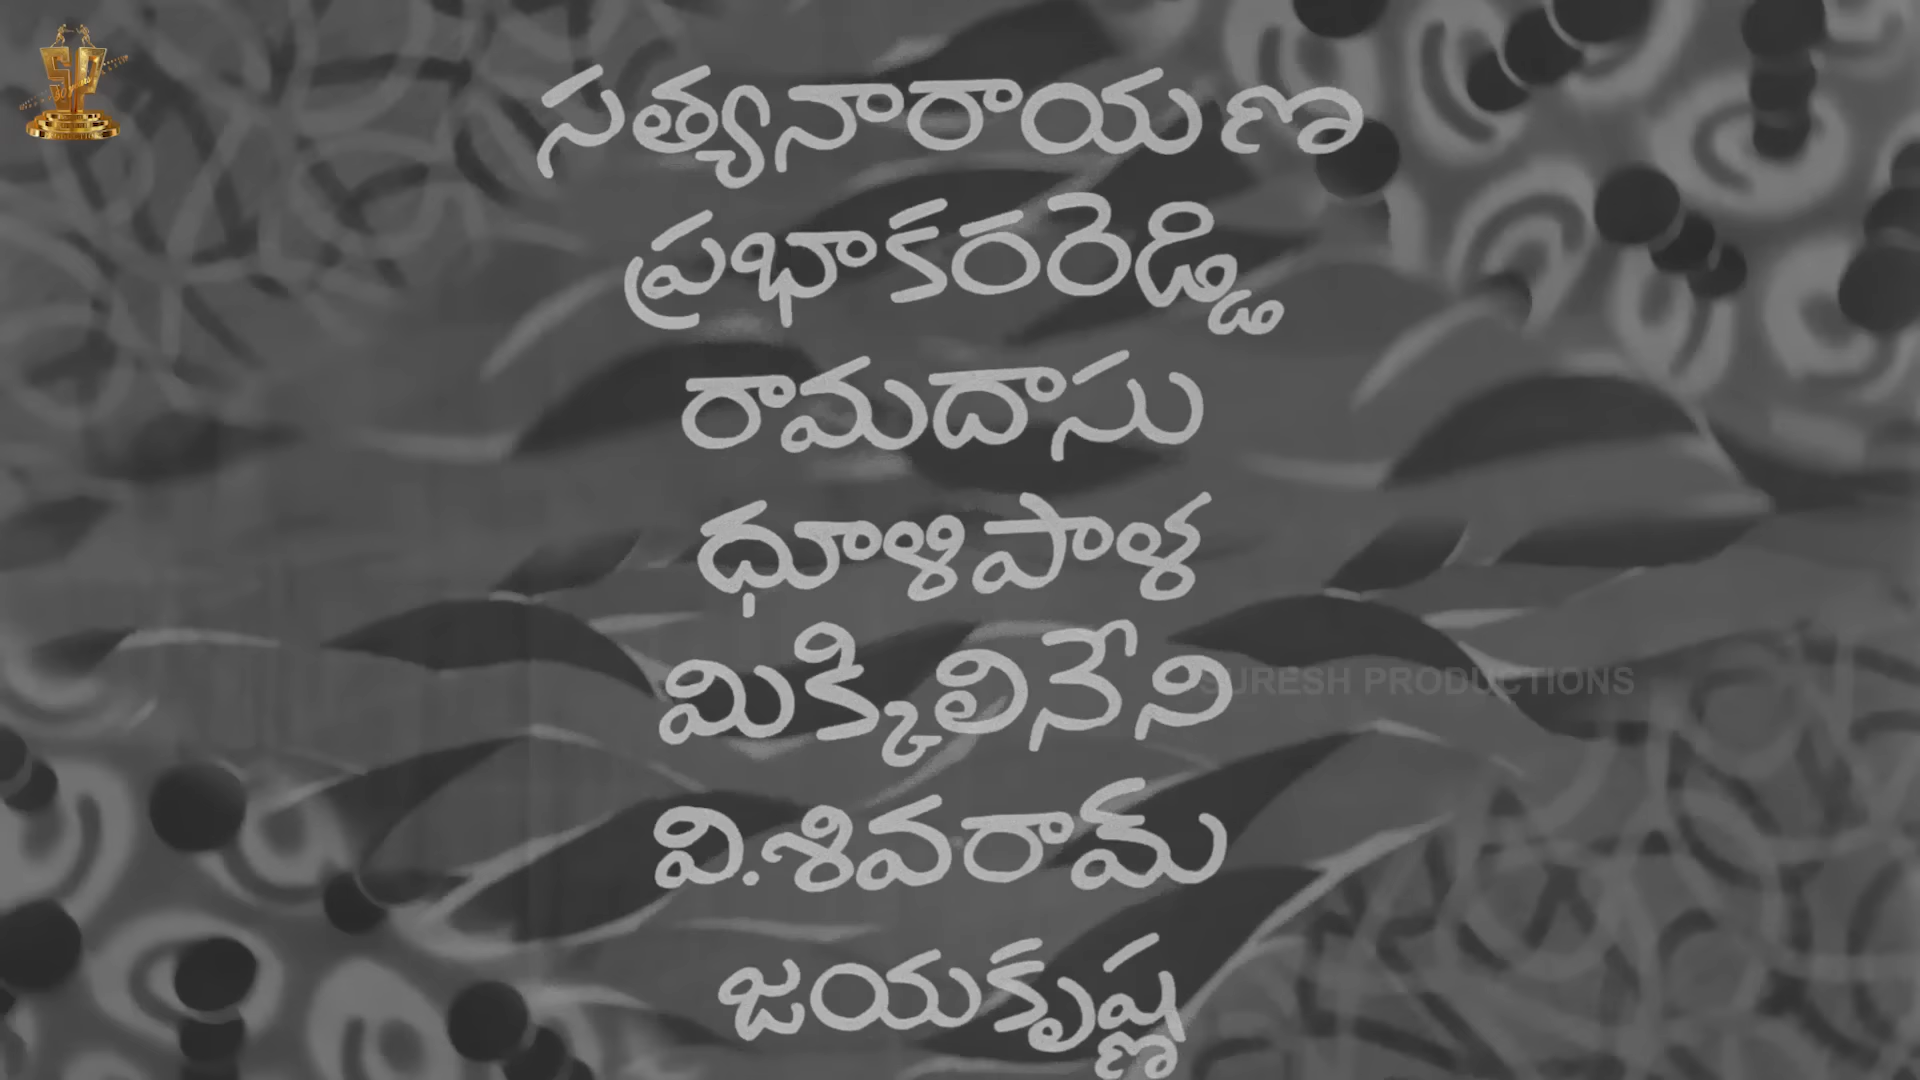 సత్యనారాయణ
ప్రభాకరరెడ్డి
రామదాసు
ధూళిపాళ
మిక్కిలినేని
SURESH PRODUCTIONS
వి.శివరామ్
జయకృష్ణ